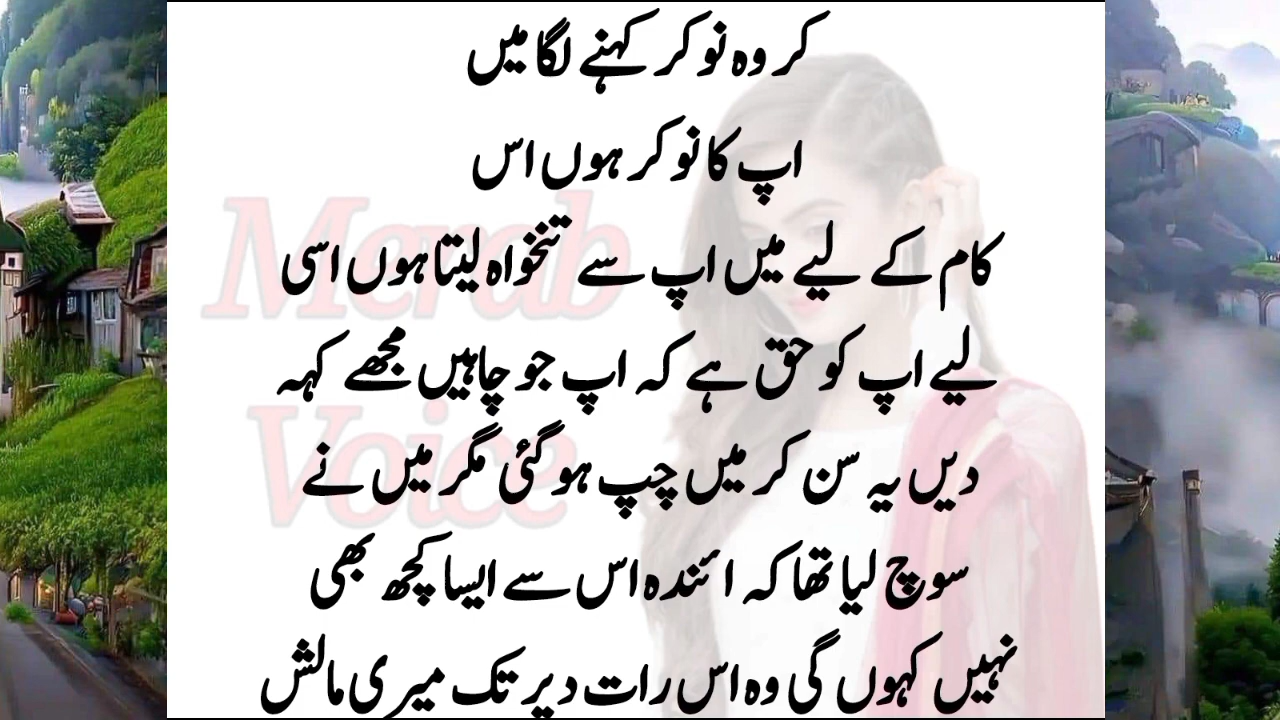 کر وہ نوکر کہنے لگا میں
اپ کا نوکر ہوں اس
کام کے لیے میں اپ سے تنخواہ لیتا ہوں اسی
لیے اپ کو حق ہے کہ اپ جو چاہیں مجھے کہہ
دیں یہ سن کر میں چپ ہوگئی مگر میں نے
سوچ لیا تھا کہ ائندہ اس سے ایسا کچھ بھی
نہیں کہوں گی وہ اس رات دیر تک میری مالش
Merab
Voice